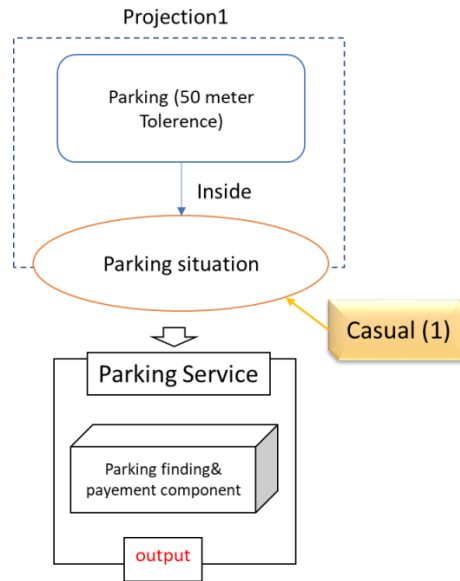 Projection1
Parking (50 meter
Tolerence)
Inside
Parking situation
Casual (1)
Parking Service
Parking finding&
payement component
output